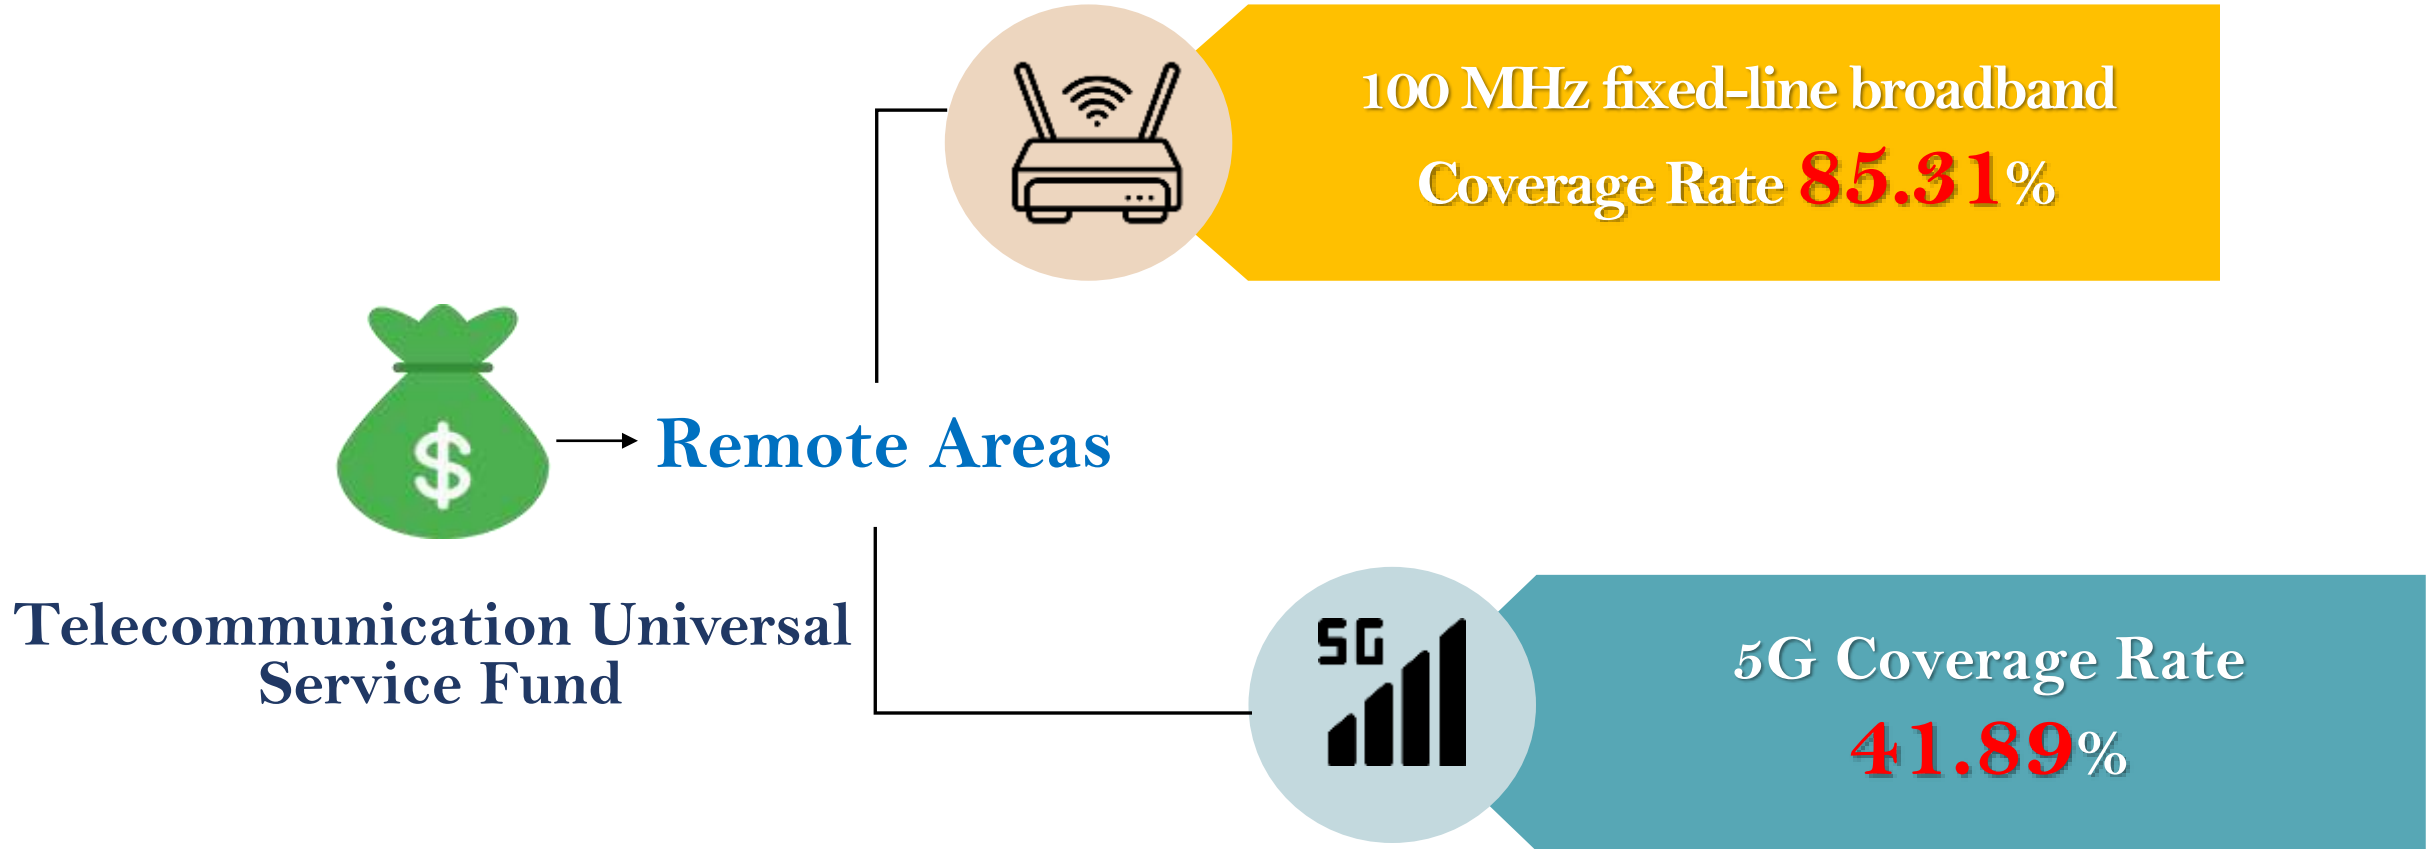 100 MHz fixed-line broadband
Coverage Rate 85.31%
$
Remote Areas
Telecommunication Universal
Service Fund
5G
5G Coverage Rate
41.89%